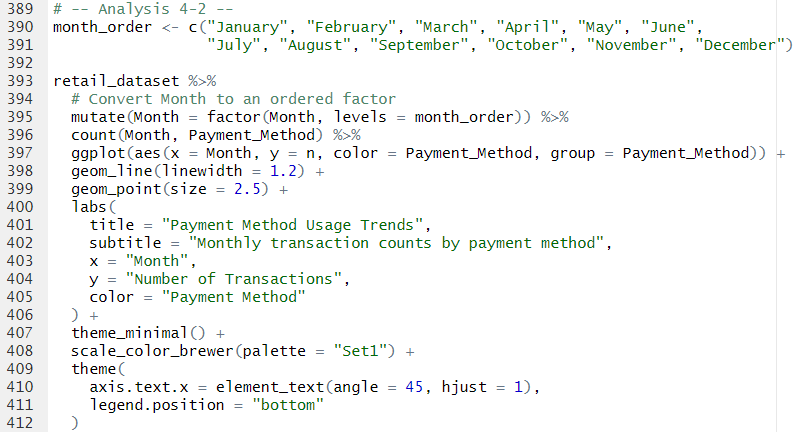 389 # -- Analysis 4-2 --
390 month_order <- c("January", "February", "March", "April", "May", "June",
391                  "July", "August", "September", "October", "November", "December")
392
393 retail_dataset %>%
394   # Convert Month to an ordered factor
395   mutate(Month = factor(Month, levels = month_order)) %>%
396   count(Month, Payment_Method) %>%
397   ggplot(aes(x = Month, y = n, color = Payment_Method, group = Payment_Method)) +
398   geom_line(linewidth = 1.2) +
399   geom_point(size = 2.5) +
400   labs(
401     title = "Payment Method Usage Trends",
402     subtitle = "Monthly transaction counts by payment method",
403     x = "Month",
404     y = "Number of Transactions",
405     color = "Payment Method"
406   ) +
407   theme_minimal() +
408   scale_color_brewer(palette = "Set1") +
409   theme(
410     axis.text.x = element_text(angle = 45, hjust = 1),
411     legend.position = "bottom"
412   )